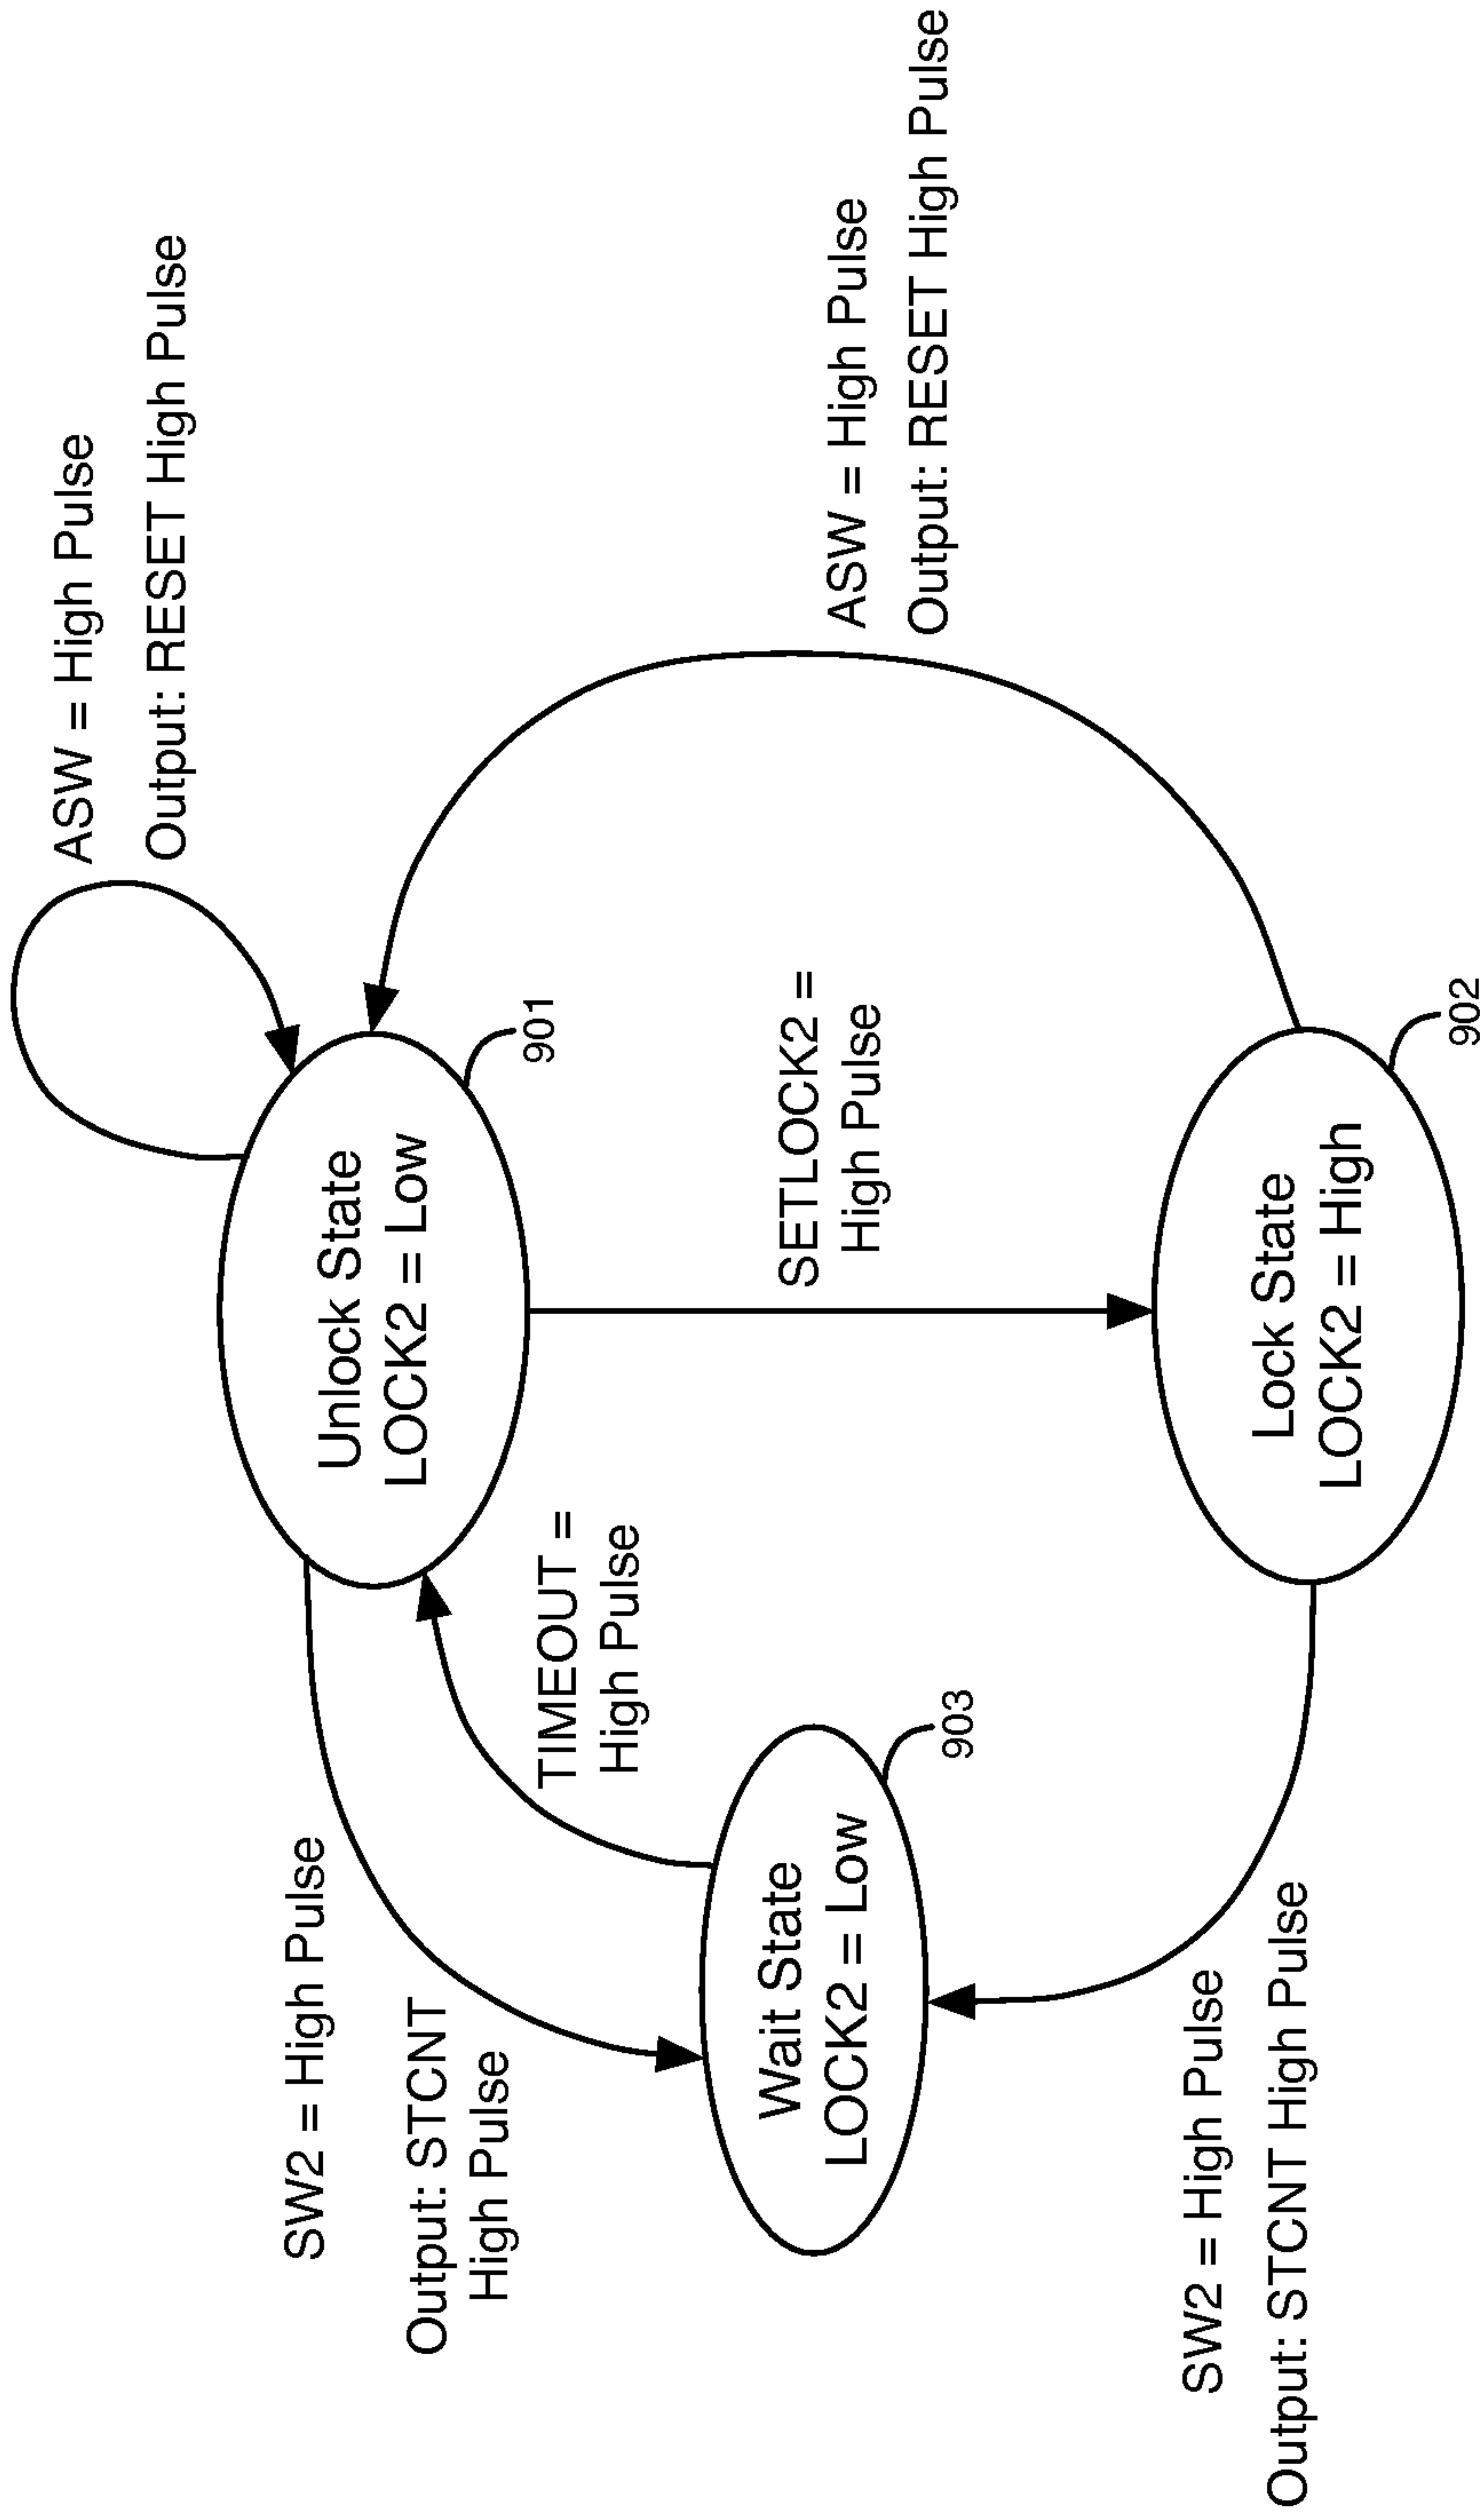 ASW = High Pulse
Output: RESET High Pulse
SW2 = High Pulse
Output: STCNT
High Pulse
Unlock State
LOCK2 = Low
901
TIMEOUT =
High Pulse
Wait State
LOCK2 = Low
903
SETLOCK2 =
High Pulse
ASW = High Pulse
Output: RESET High Pulse
SW2 = High Pulse
Output: STCNT High Pulse
Lock State
LOCK2 = High
902